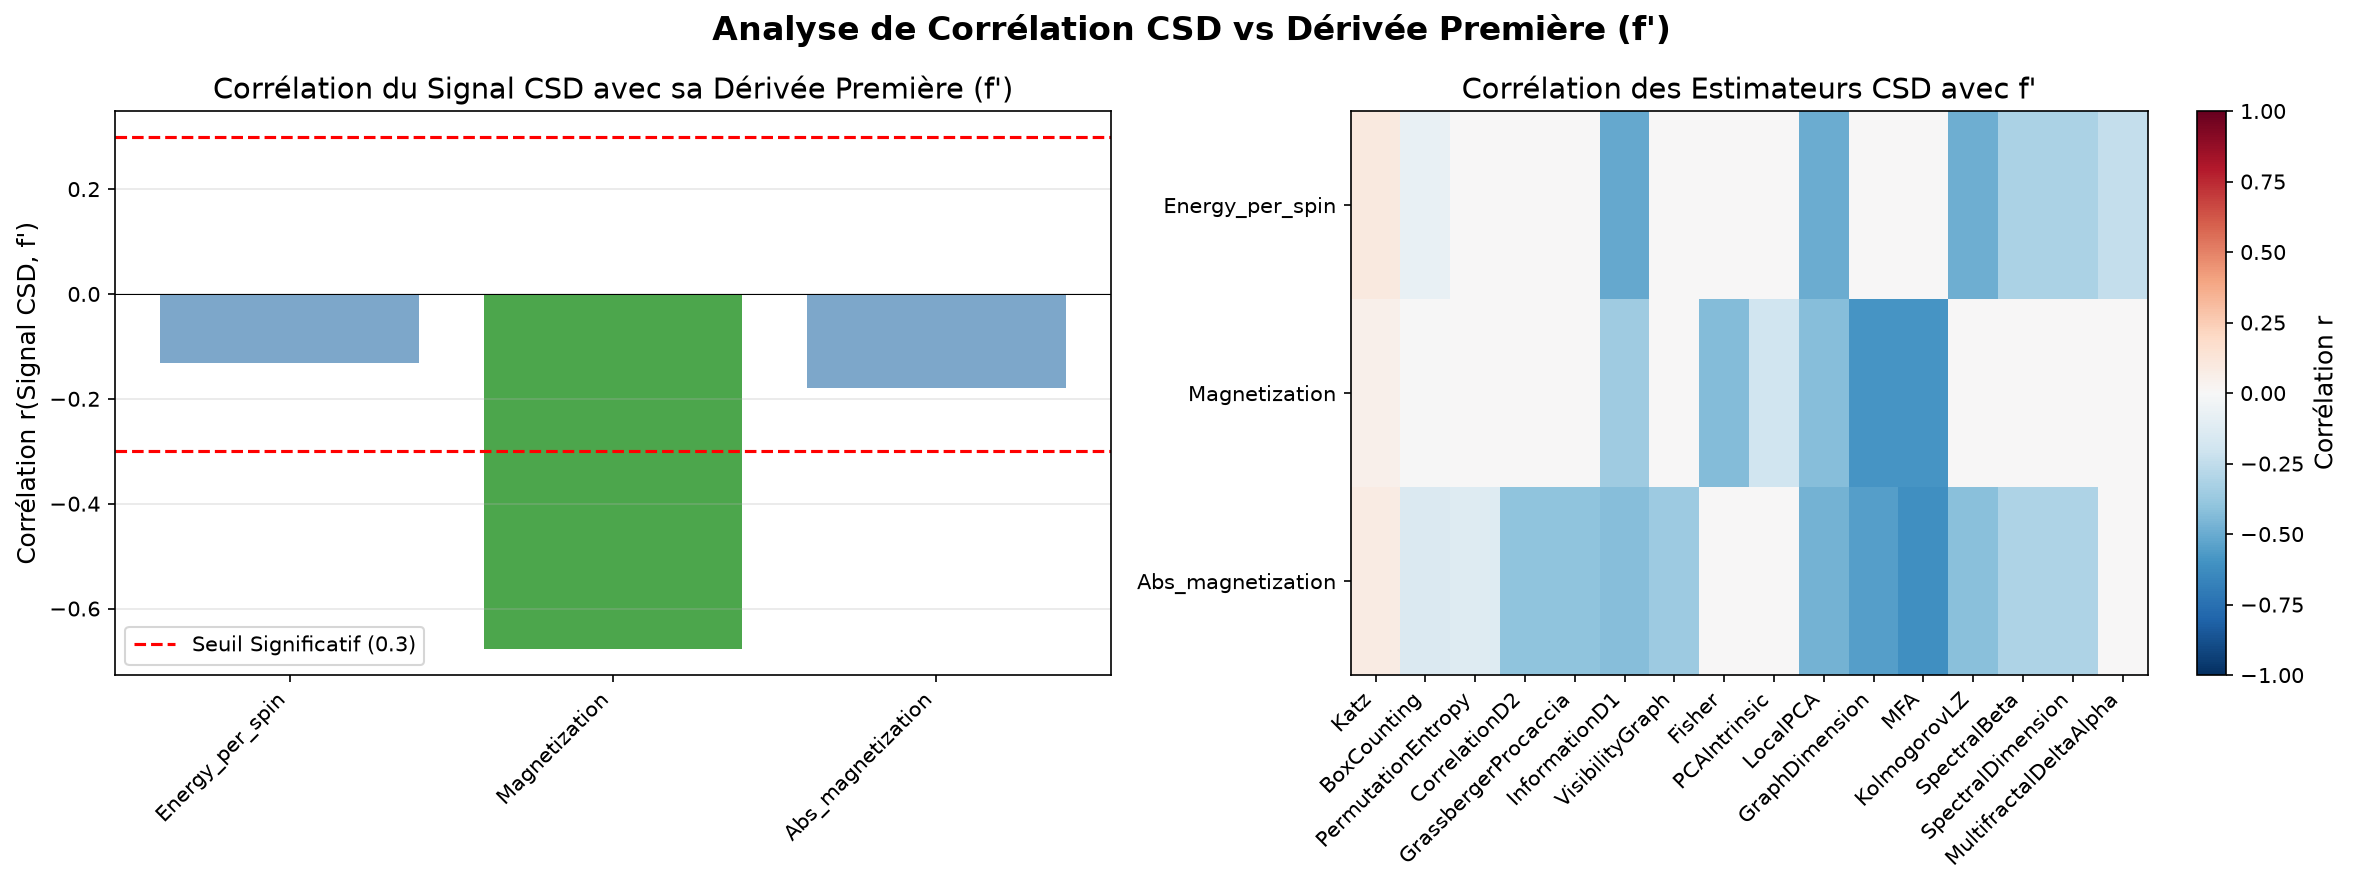 Analyse de Corrélation CSD vs Dérivée Première (f')
Corrélation du Signal CSD avec sa Dérivée Première (f')
Corrélation r(Signal CSD, f')
0.2
0.0
−0.2
−0.4
−0.6
Seuil Significatif (0.3)
Energy_per_spin
Magnetization
Abs_magnetization
Corrélation des Estimateurs CSD avec f'
Energy_per_spin
Magnetization
Abs_magnetization
Katz
BoxCounting
PermutationEntropy
CorrelationD2
GrassbergerProcaccia
InformationD1
VisibilityGraph
Fisher
PCAIntrinsic
LocalPCA
GraphDimension
MFA
KolmogorovLZ
SpectralBeta
SpectralDimension
MultifractalDeltaAlpha
1.00
0.75
0.50
0.25
0.00
−0.25
−0.50
−0.75
−1.00
Corrélation r